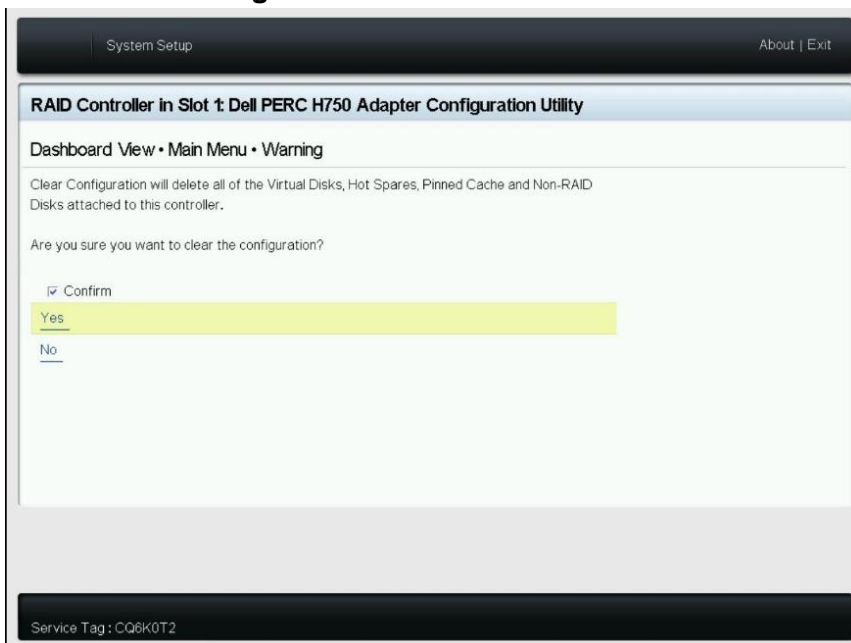 System Setup
About | Exit
RAID Controller in Slot 1: Dell PERC H750 Adapter Configuration Utility
Dashboard View • Main Menu • Warning
Clear Configuration will delete all of the Virtual Disks, Hot Spares, Pinned Cache and Non-RAID
Disks attached to this controller.
Are you sure you want to clear the configuration?
Confirm
Yes
No
Service Tag : CQ6K0T2